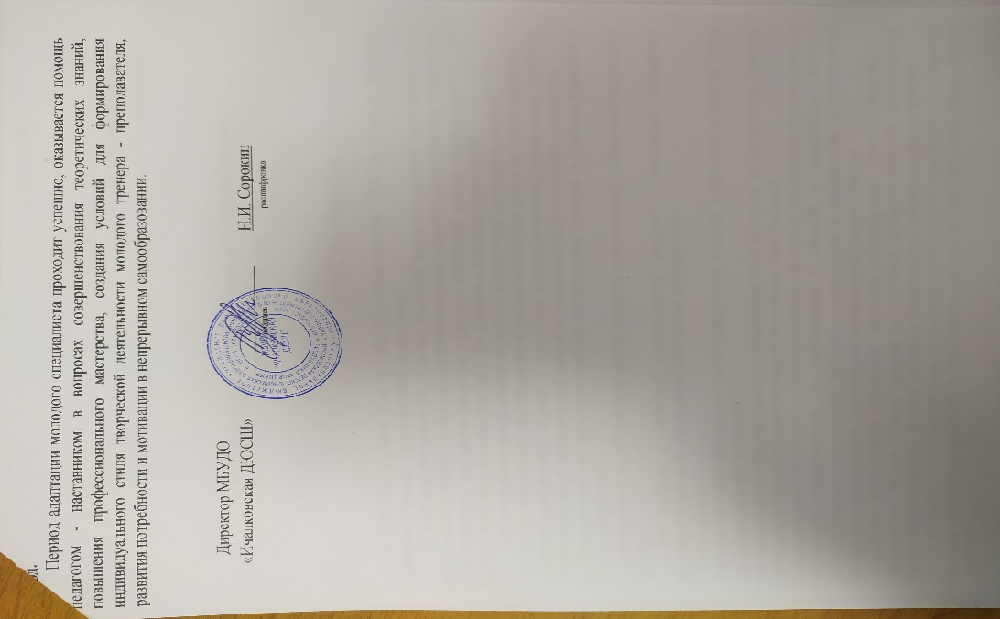 од.
Период адаптации молодого специалиста проходит успешно, оказывается помощь
педагогом - наставником в вопросах совершенствования теоретических знаний,
повышения профессионального мастерства, создания условий для формирования
индивидуального стиля творческой деятельности молодого тренера - преподавателя,
развития потребности и мотивации в непрерывном самообразовании.
Директор МБУДО
«Ичалковская ДЮСШ»
подпись
Н.И. Сорокин
расшифровка